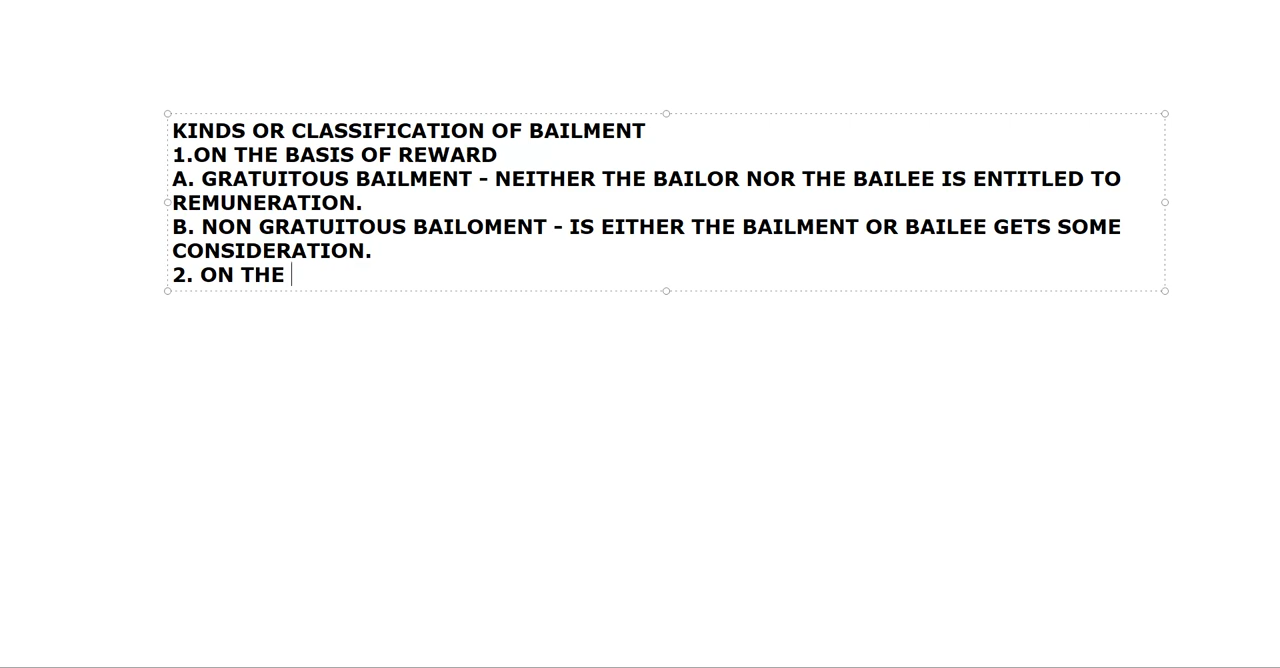 KINDS OR CLASSIFICATION OF BAILMENT
1.ON THE BASIS OF REWARD
A. GRATUITOUS BAILMENT - NEITHER THE BAILOR NOR THE BAILEE IS ENTITLED TO
REMUNERATION.
B. NON GRATUITOUS BAILOMENT - IS EITHER THE BAILMENT OR BAILEE GETS SOME
CONSIDERATION.
2. ON THE